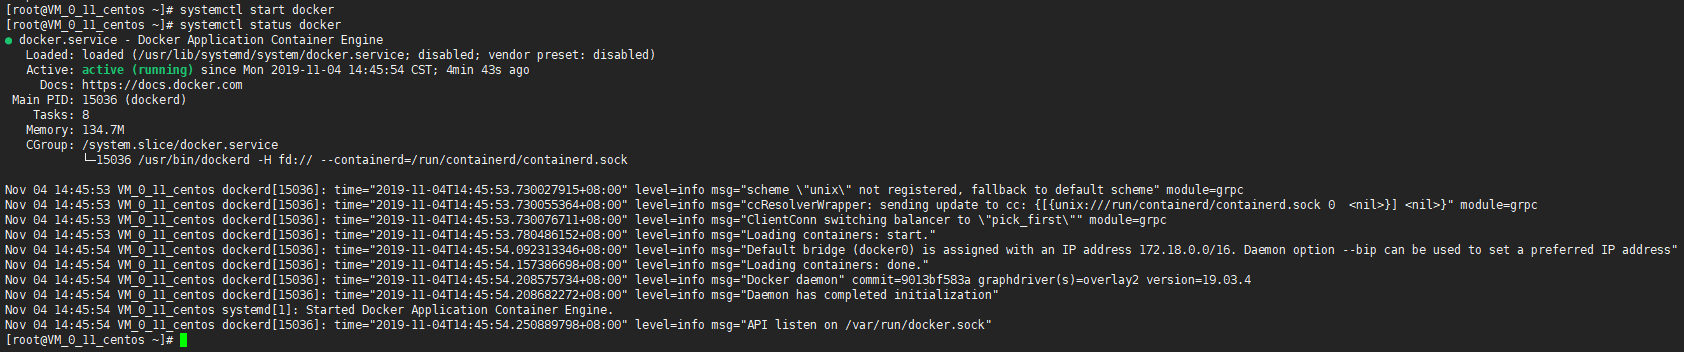 [root@VM_0_11_centos ~]# systemctl start docker
[root@VM_0_11_centos ~]# systemctl status docker
● docker.service - Docker Application Container Engine
   Loaded: loaded (/usr/lib/systemd/system/docker.service; disabled; vendor preset: disabled)
   Active: active (running) since Mon 2019-11-04 14:45:54 CST; 4min 43s ago
     Docs: https://docs.docker.com
 Main PID: 15036 (dockerd)
    Tasks: 8
   Memory: 134.7M
   CGroup: /system.slice/docker.service
           └─15036 /usr/bin/dockerd -H fd:// --containerd=/run/containerd/containerd.sock

Nov 04 14:45:53 VM_0_11_centos dockerd[15036]: time="2019-11-04T14:45:53.730027915+08:00" level=info msg="scheme \"unix\" not registered, fallback to default scheme" module=grpc
Nov 04 14:45:53 VM_0_11_centos dockerd[15036]: time="2019-11-04T14:45:53.730055364+08:00" level=info msg="ccResolverWrapper: sending update to cc: {[{unix:///run/containerd/containerd.sock 0  <nil>}] <nil>}" module=grpc
Nov 04 14:45:53 VM_0_11_centos dockerd[15036]: time="2019-11-04T14:45:53.730076711+08:00" level=info msg="ClientConn switching balancer to \"pick_first\"" module=grpc
Nov 04 14:45:53 VM_0_11_centos dockerd[15036]: time="2019-11-04T14:45:53.780486152+08:00" level=info msg="Loading containers: start."
Nov 04 14:45:54 VM_0_11_centos dockerd[15036]: time="2019-11-04T14:45:54.092313346+08:00" level=info msg="Default bridge (docker0) is assigned with an IP address 172.18.0.0/16. Daemon option --bip can be used to set a preferred IP address"
Nov 04 14:45:54 VM_0_11_centos dockerd[15036]: time="2019-11-04T14:45:54.157386698+08:00" level=info msg="Loading containers: done."
Nov 04 14:45:54 VM_0_11_centos dockerd[15036]: time="2019-11-04T14:45:54.208575734+08:00" level=info msg="Docker daemon" commit=9013bf583a graphdriver(s)=overlay2 version=19.03.4
Nov 04 14:45:54 VM_0_11_centos dockerd[15036]: time="2019-11-04T14:45:54.208682272+08:00" level=info msg="Daemon has completed initialization"
Nov 04 14:45:54 VM_0_11_centos systemd[1]: Started Docker Application Container Engine.
Nov 04 14:45:54 VM_0_11_centos dockerd[15036]: time="2019-11-04T14:45:54.250889798+08:00" level=info msg="API listen on /var/run/docker.sock"
[root@VM_0_11_centos ~]#